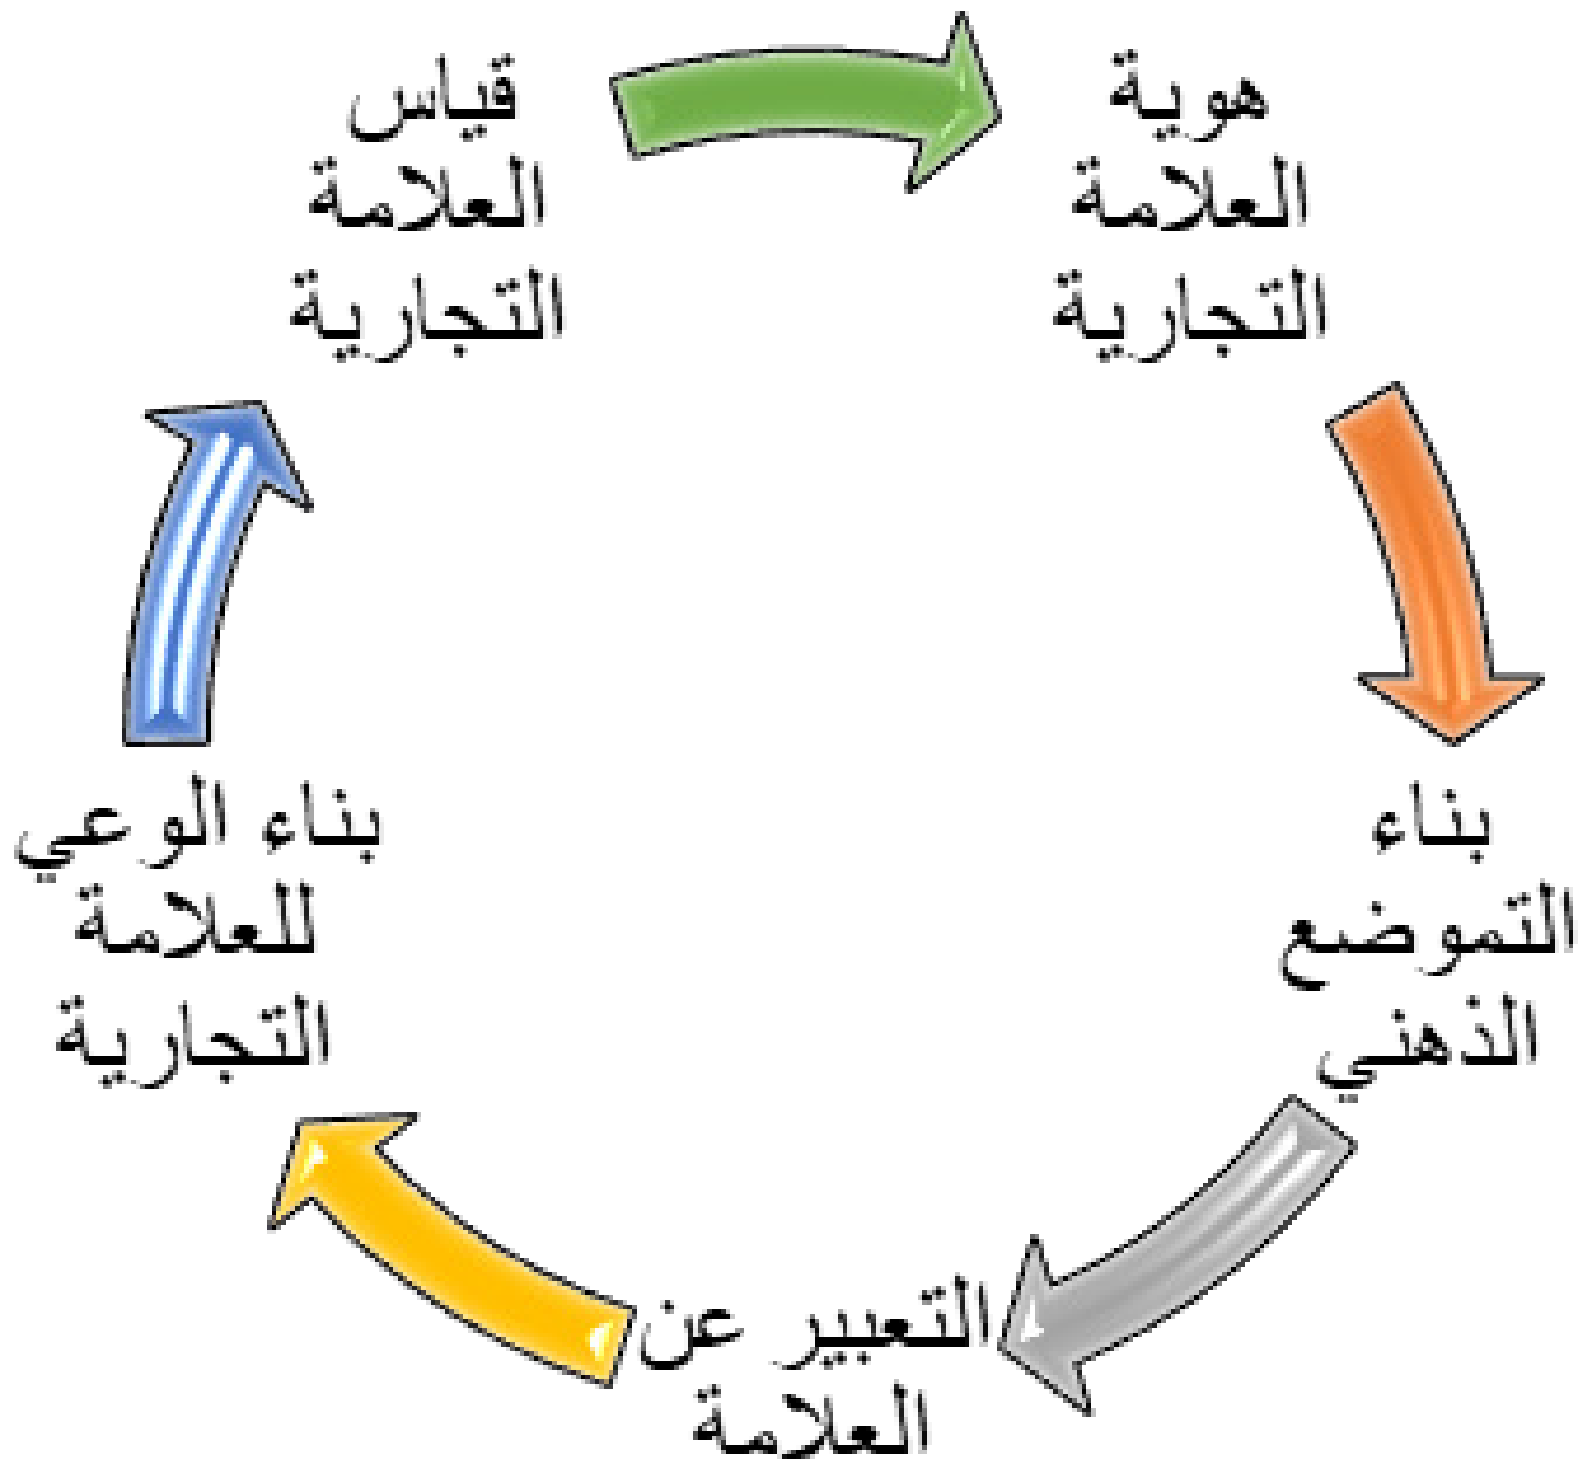 هوية
العلامة
التجارية
بناء
التموضع
الذهني
التعبير عن
العلامة
بناء الوعي
للعلامة
التجارية
قياس
العلامة
التجارية